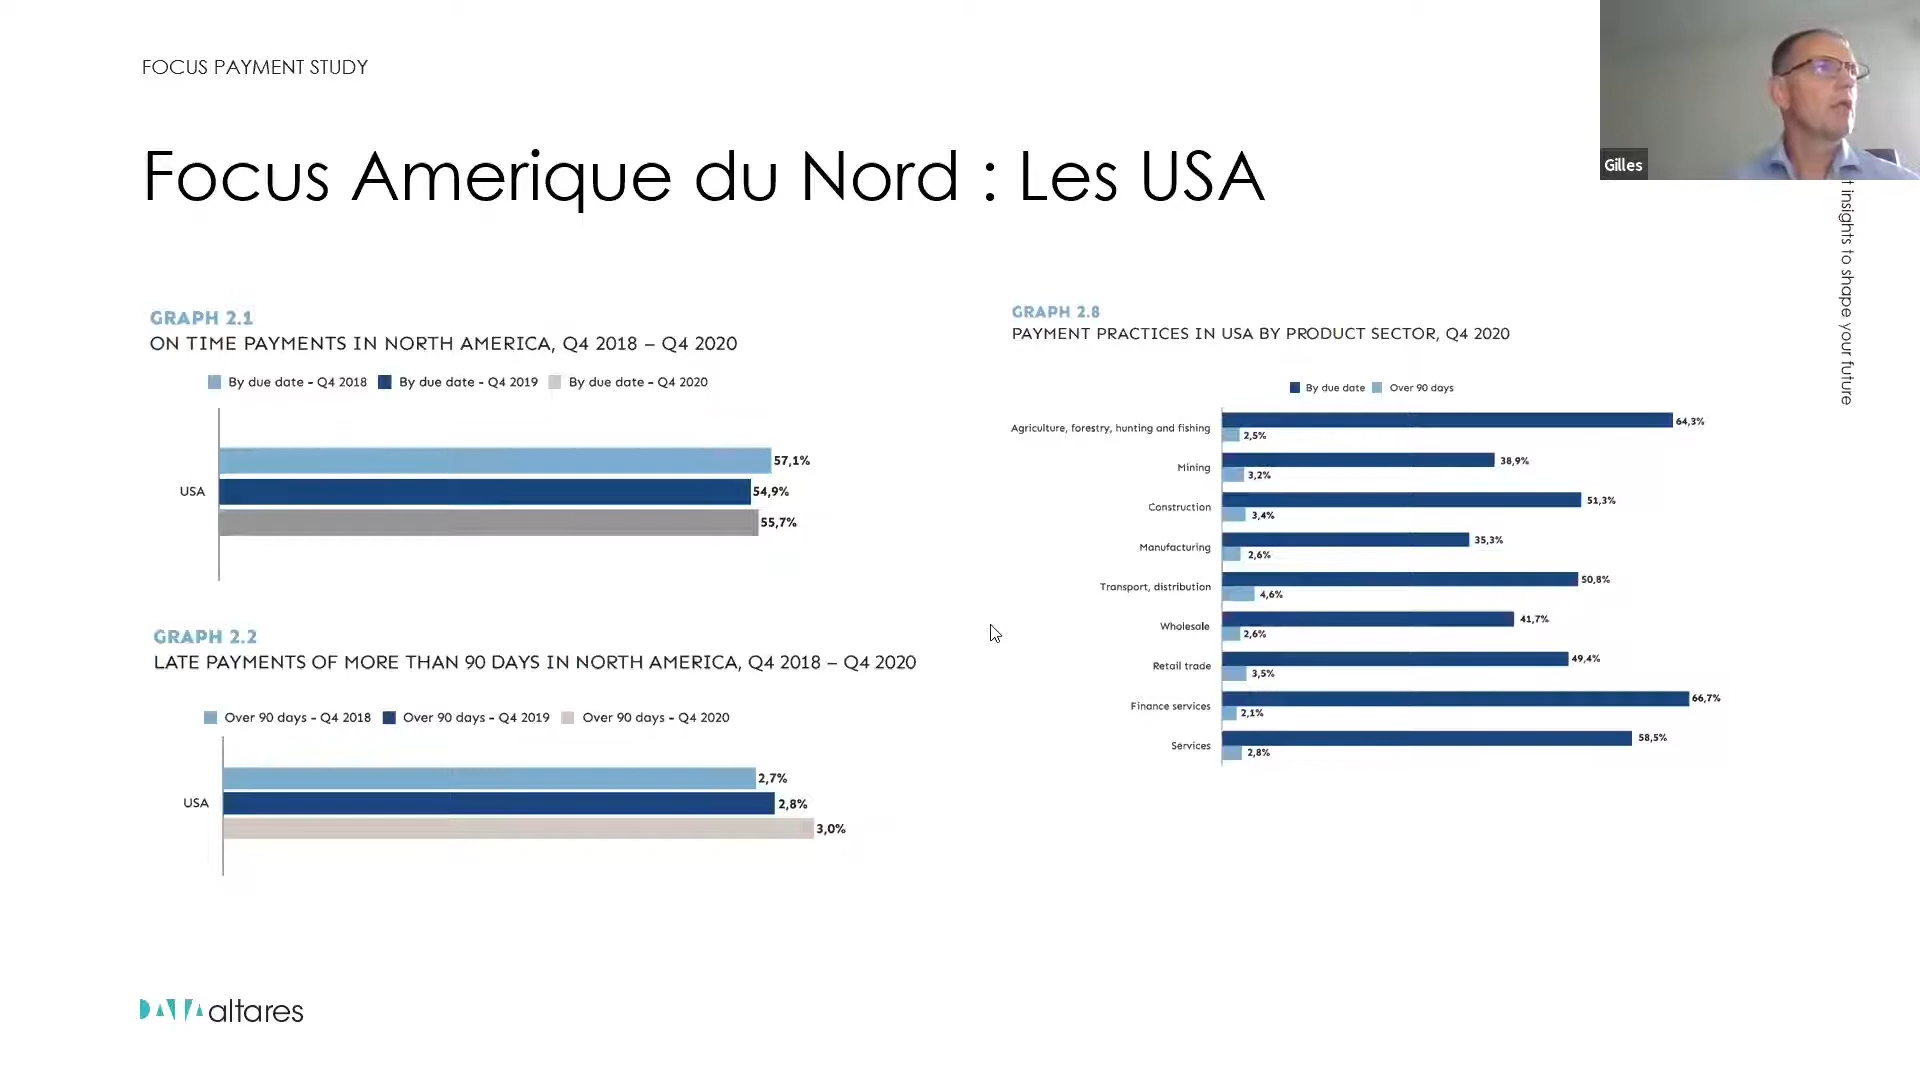 FOCUS PAYMENT STUDY
Focus Amerique du Nord : Les USA
Gilles
t insights to shape your future
GRAPH 2.1
ON TIME PAYMENTS IN NORTH AMERICA, Q4 2018 – Q4 2020
By due date - Q4 2018 By due date - Q4 2019 By due date - Q4 2020
57,1%
USA 54,9%
55,7%
GRAPH 2.2
LATE PAYMENTS OF MORE THAN 90 DAYS IN NORTH AMERICA, Q4 2018 – Q4 2020
Over 90 days - Q4 2018 Over 90 days - Q4 2019 Over 90 days - Q4 2020
2,7%
USA 2,8%
3,0%
GRAPH 2.8
PAYMENT PRACTICES IN USA BY PRODUCT SECTOR, Q4 2020
By due date Over 90 days
Agriculture, forestry, hunting and fishing 64,3%
2,5%
Mining 38,9%
3,2%
Construction 51,3%
3,4%
Manufacturing 35,3%
2,6%
Transport, distribution 50,8%
4,6%
Wholesale 41,7%
2,6%
Retail trade 49,4%
3,5%
Finance services 66,7%
2,1%
Services 58,5%
2,8%
DATA altares